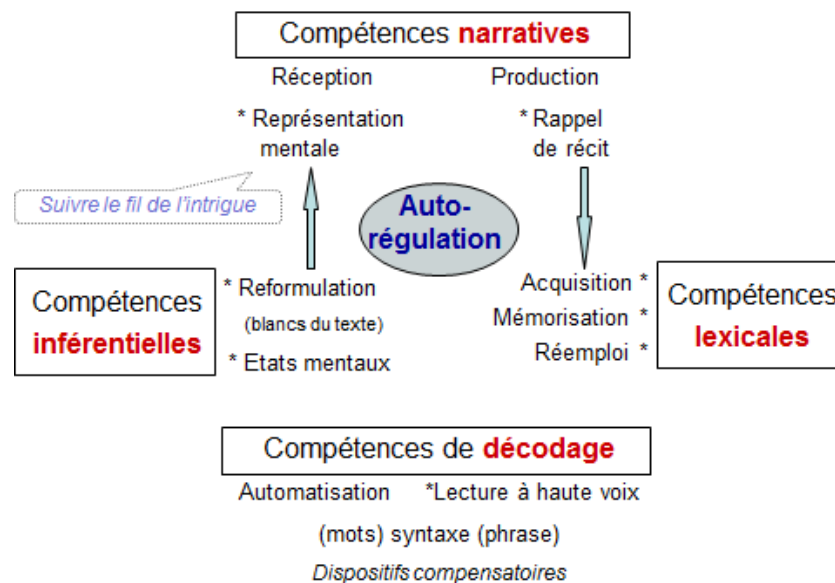 Compétences narratives
Réception
Production
* Représentation
mentale
* Rappel
de récit
Suivre le fil de l'intrigue
Auto-
régulation
Compétences
inférentielles
* Reformulation
(blancs du texte)
* Etats mentaux
Acquisition *
Mémorisation *
Réemploi *
Compétences
lexicales
Compétences de décodage
Automatisation *Lecture à haute voix
(mots) syntaxe (phrase)
Dispositifs compensatoires